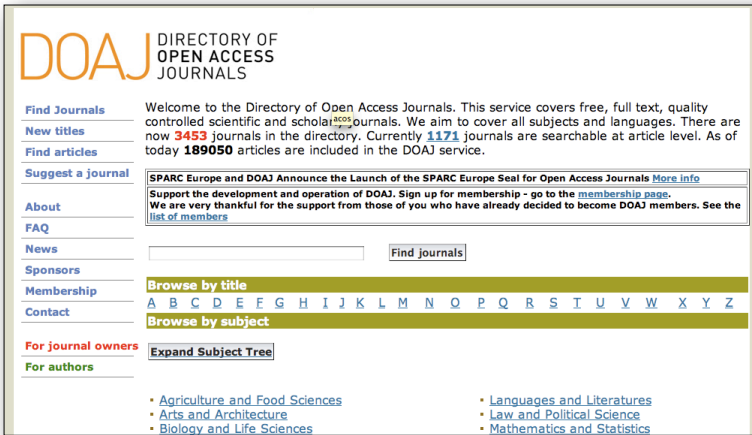 DOAJ DIRECTORY OF
OPEN ACCESS
JOURNALS
Find Journals
New titles
Find articles
Suggest a journal
About
FAQ
News
Sponsors
Membership
Contact
For journal owners
For authors
Welcome to the Directory of Open Access Journals. This service covers free, full text, quality
controlled scientific and scholar journals. We aim to cover all subjects and languages. There are
acos
now 3453 journals in the directory. Currently 1171 journals are searchable at article level. As of
today 189050 articles are included in the DOAJ service.
SPARC Europe and DOAJ Announce the Launch of the SPARC Europe Seal for Open Access Journals More info
Support the development and operation of DOAJ. Sign up for membership - go to the membership page.
We are very thankful for the support from those of you who have already decided to become DOAJ members. See the
list of members
Find journals
Browse by title
A B C D E F G H I J K L M N O P Q R S T U V W X Y Z
Browse by subject
Expand Subject Tree
Agriculture and Food Sciences
Arts and Architecture
Biology and Life Sciences
Languages and Literatures
Law and Political Science
Mathematics and Statistics